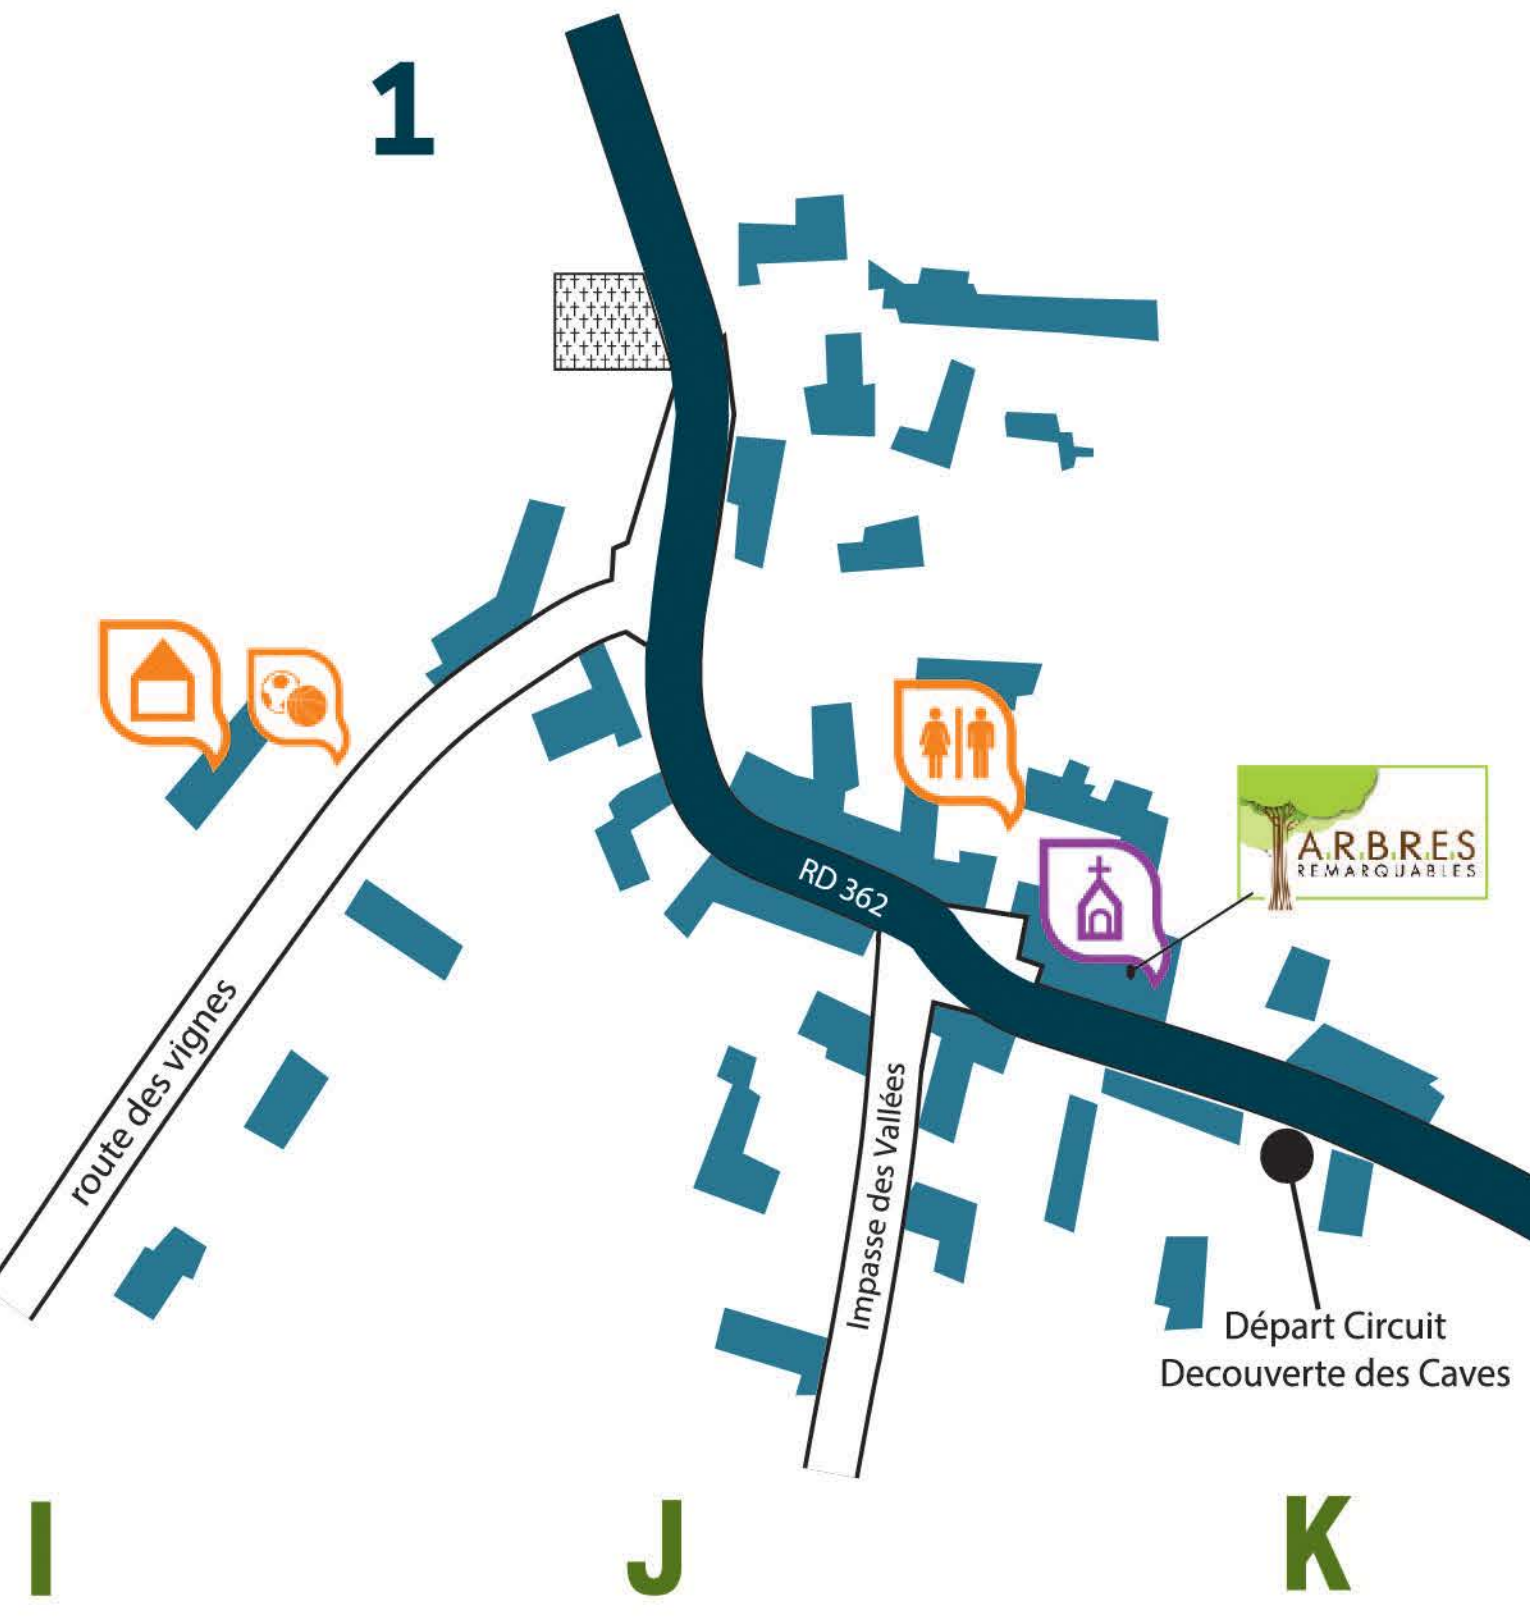 1
A.R.B.R.E.S
REMARQUABLES
RD 362
route des vignes
Impasse des Vallées
Départ Circuit
Decouverte des Caves
I
J
K